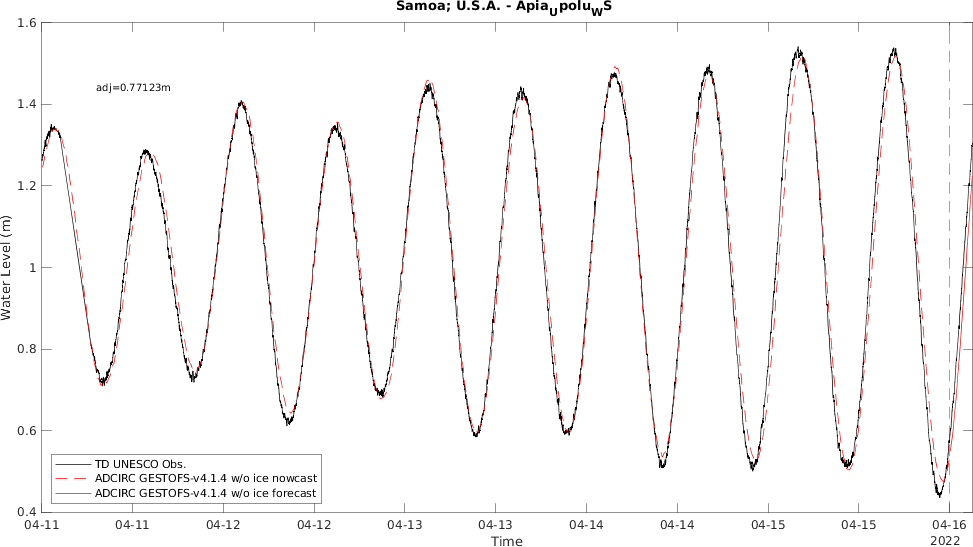 Samoa; U.S.A. - Apia_Upolu_WS
1.6
adj=0.77123m
1.4
1.2
Water Level (m)
1
0.8
0.6
TD UNESCO Obs.
ADCIRC GESTOFS-v4.1.4 w/o ice nowcast
ADCIRC GESTOFS-v4.1.4 w/o ice forecast
0.4
04-11 04-11 04-12 04-12 04-13 04-13 04-14 04-14 04-15 04-15 04-16
Time 2022